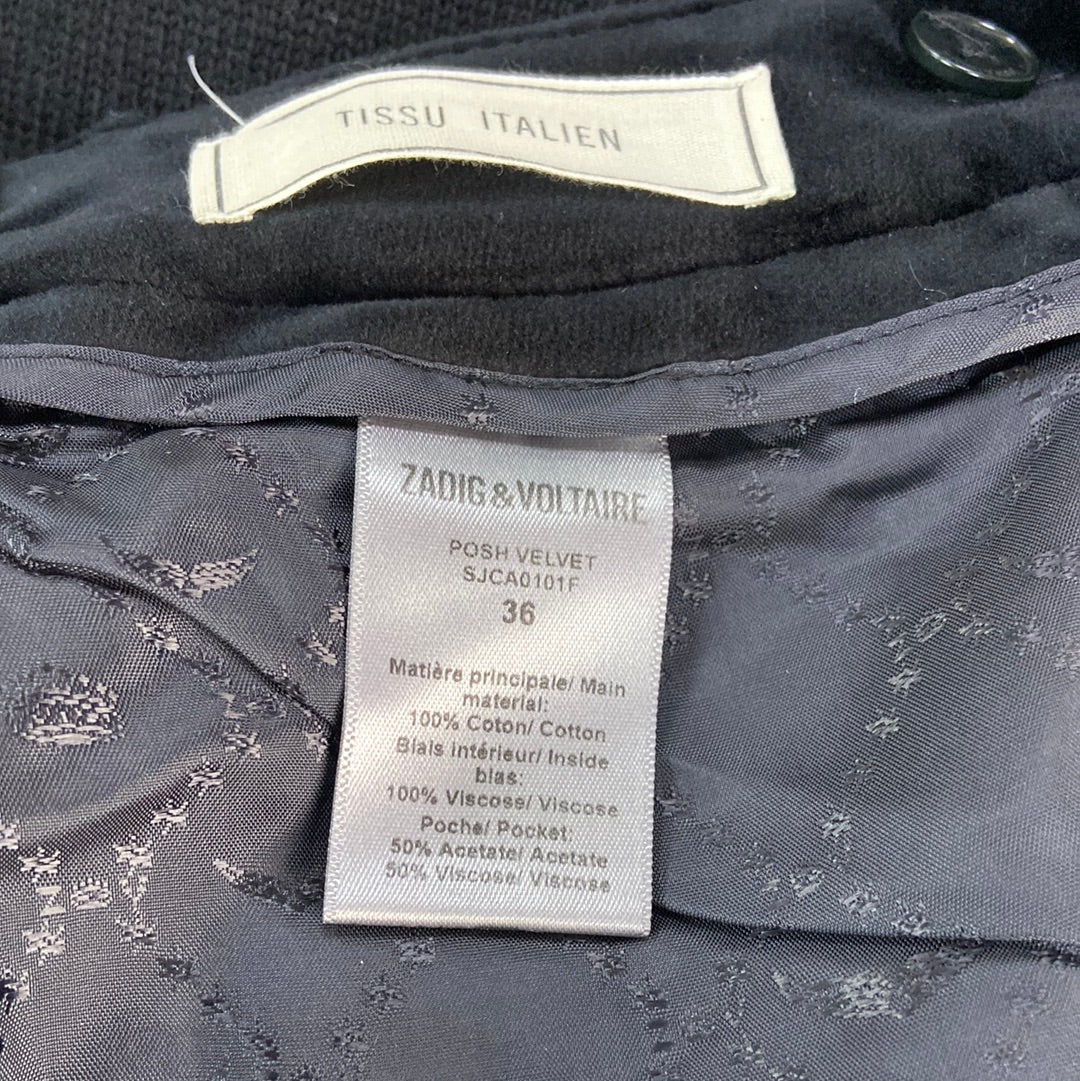 TISSU ITALIEN
ZADIG & VOLTAIRE
POSH VELVET
SJCA0101F
36
Matière principale/ Main
material:
100% Coton/ Cotton
Biais intérieur/ Inside
bias:
100% Viscose/ Viscose
Poche/ Pocket:
50% Acetate/ Acetate
50% Viscose/ Viscose